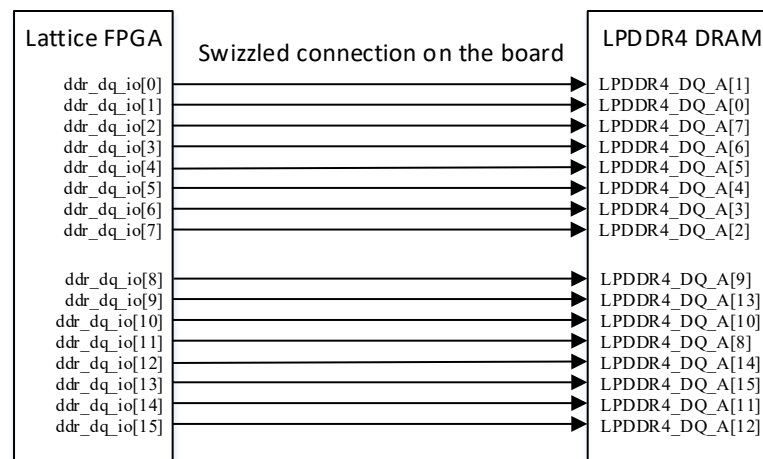 Lattice FPGA
Swizzled connection on the board
LPDDR4 DRAM
ddr_dq_io[0] LPDDR4_DQ_A[1]
ddr_dq_io[1] LPDDR4_DQ_A[0]
ddr_dq_io[2] LPDDR4_DQ_A[7]
ddr_dq_io[3] LPDDR4_DQ_A[6]
ddr_dq_io[4] LPDDR4_DQ_A[5]
ddr_dq_io[5] LPDDR4_DQ_A[4]
ddr_dq_io[6] LPDDR4_DQ_A[3]
ddr_dq_io[7] LPDDR4_DQ_A[2]
ddr_dq_io[8] LPDDR4_DQ_A[9]
ddr_dq_io[9] LPDDR4_DQ_A[13]
ddr_dq_io[10] LPDDR4_DQ_A[10]
ddr_dq_io[11] LPDDR4_DQ_A[8]
ddr_dq_io[12] LPDDR4_DQ_A[14]
ddr_dq_io[13] LPDDR4_DQ_A[15]
ddr_dq_io[14] LPDDR4_DQ_A[11]
ddr_dq_io[15] LPDDR4_DQ_A[12]